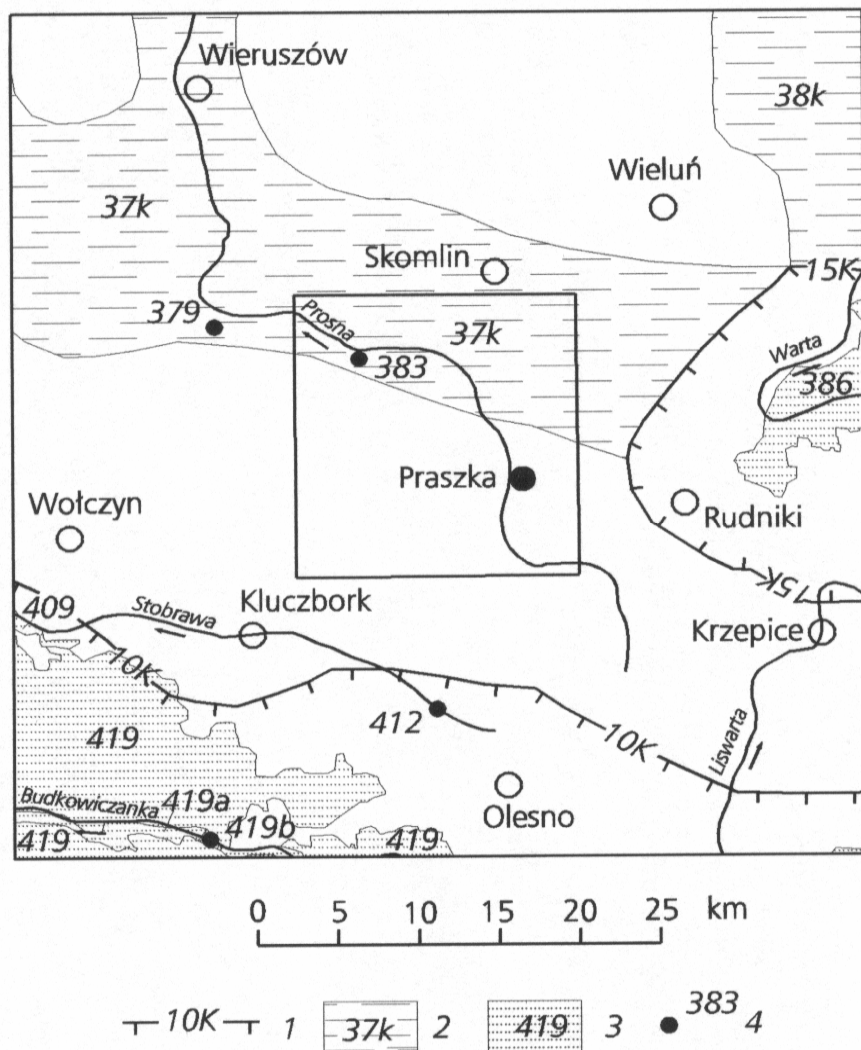 Wieruszów
38k
Wieluń
37k
Skomlin
15K
379
Prosna
37k
Warta
383
386
Praszka
Wołczyn
Rudniki
15K
409
Stobrawa
Kluczbork
Krzepice
10K
412
10K
Liswarta
419
Budkowiczanka
419a
Olesno
419
419b
419
0 5 10 15 20 25 km
10K 1 37k 2 419 3 383 4